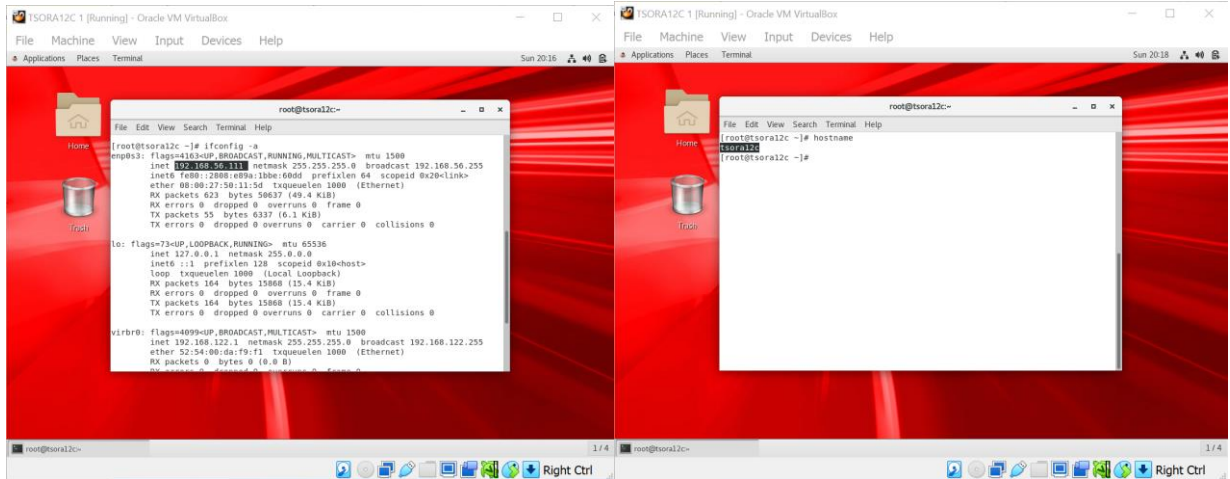 TSORA12C 1 [Running] - Oracle VM VirtualBox
File Machine View Input Devices Help
Applications Places Terminal Sun 20:16
Home
Trash
root@tsora12c:~
File Edit View Search Terminal Help
[root@tsora12c ~]# ifconfig -a
enp0s3: flags=4163<UP,BROADCAST,RUNNING,MULTICAST> mtu 1500
inet 192.168.56.111 netmask 255.255.255.0 broadcast 192.168.56.255
inet6 fe80::2808:e89a:1bbe:60dd prefixlen 64 scopeid 0x20<link>
ether 08:00:27:50:11:5d txqueuelen 1000 (Ethernet)
RX packets 623 bytes 50637 (49.4 KiB)
RX errors 0 dropped 0 overruns 0 frame 0
TX packets 55 bytes 6337 (6.1 KiB)
TX errors 0 dropped 0 overruns 0 carrier 0 collisions 0
lo: flags=73<UP,LOOPBACK,RUNNING> mtu 65536
inet 127.0.0.1 netmask 255.0.0.0
inet6 ::1 prefixlen 128 scopeid 0x10<host>
loop txqueuelen 1000 (Local Loopback)
RX packets 164 bytes 15868 (15.4 KiB)
RX errors 0 dropped 0 overruns 0 frame 0
TX packets 164 bytes 15868 (15.4 KiB)
TX errors 0 dropped 0 overruns 0 carrier 0 collisions 0
virbr0: flags=4099<UP,BROADCAST,MULTICAST> mtu 1500
inet 192.168.122.1 netmask 255.255.255.0 broadcast 192.168.122.255
ether 52:54:00:da:f9:f1 txqueuelen 1000 (Ethernet)
RX packets 0 bytes 0 (0.0 B)
RX errors 0 dropped 0 overruns 0 frame 0
root@tsora12c:~ 1 / 4
Right Ctrl
TSORA12C 1 [Running] - Oracle VM VirtualBox
File Machine View Input Devices Help
Applications Places Terminal Sun 20:18
Home
Trash
root@tsora12c:~
File Edit View Search Terminal Help
[root@tsora12c ~]# hostname
tsora12c
[root@tsora12c ~]#
root@tsora12c:~ 1 / 4
Right Ctrl